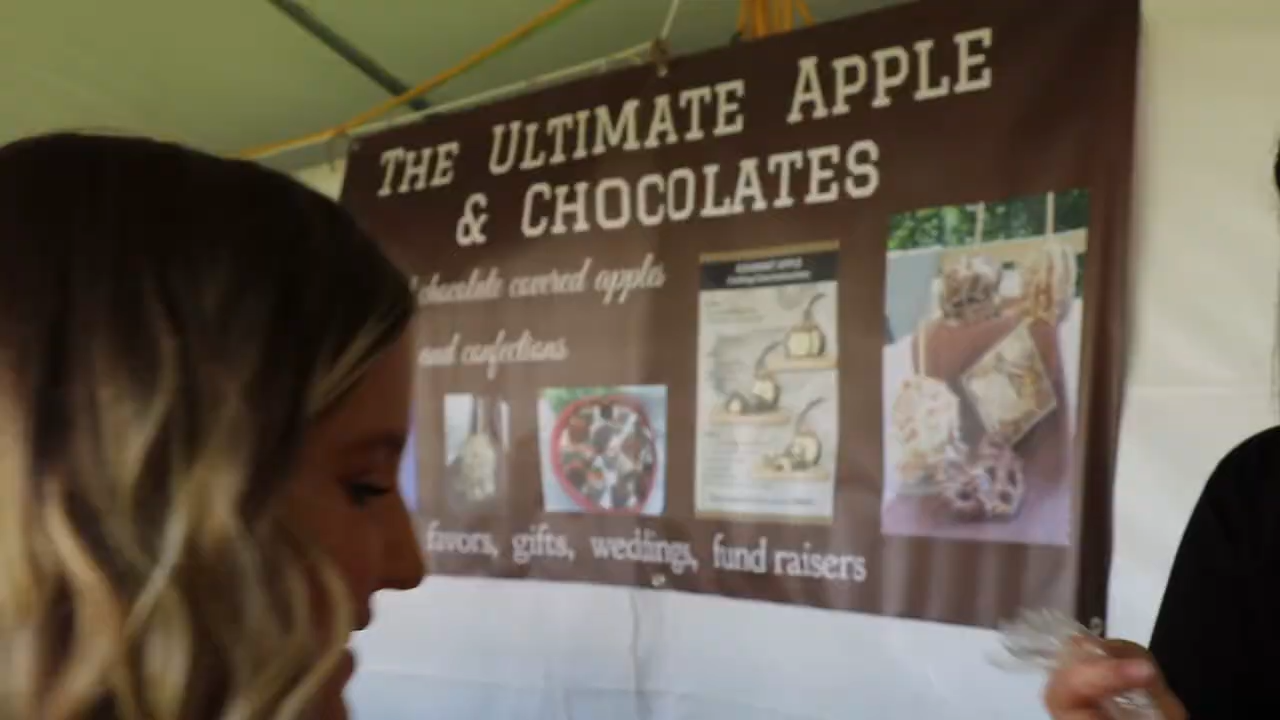 THE ULTIMATE APPLE
& CHOCOLATES
chocolate covered apples
and confections
favors, gifts, weddings, fund raisers